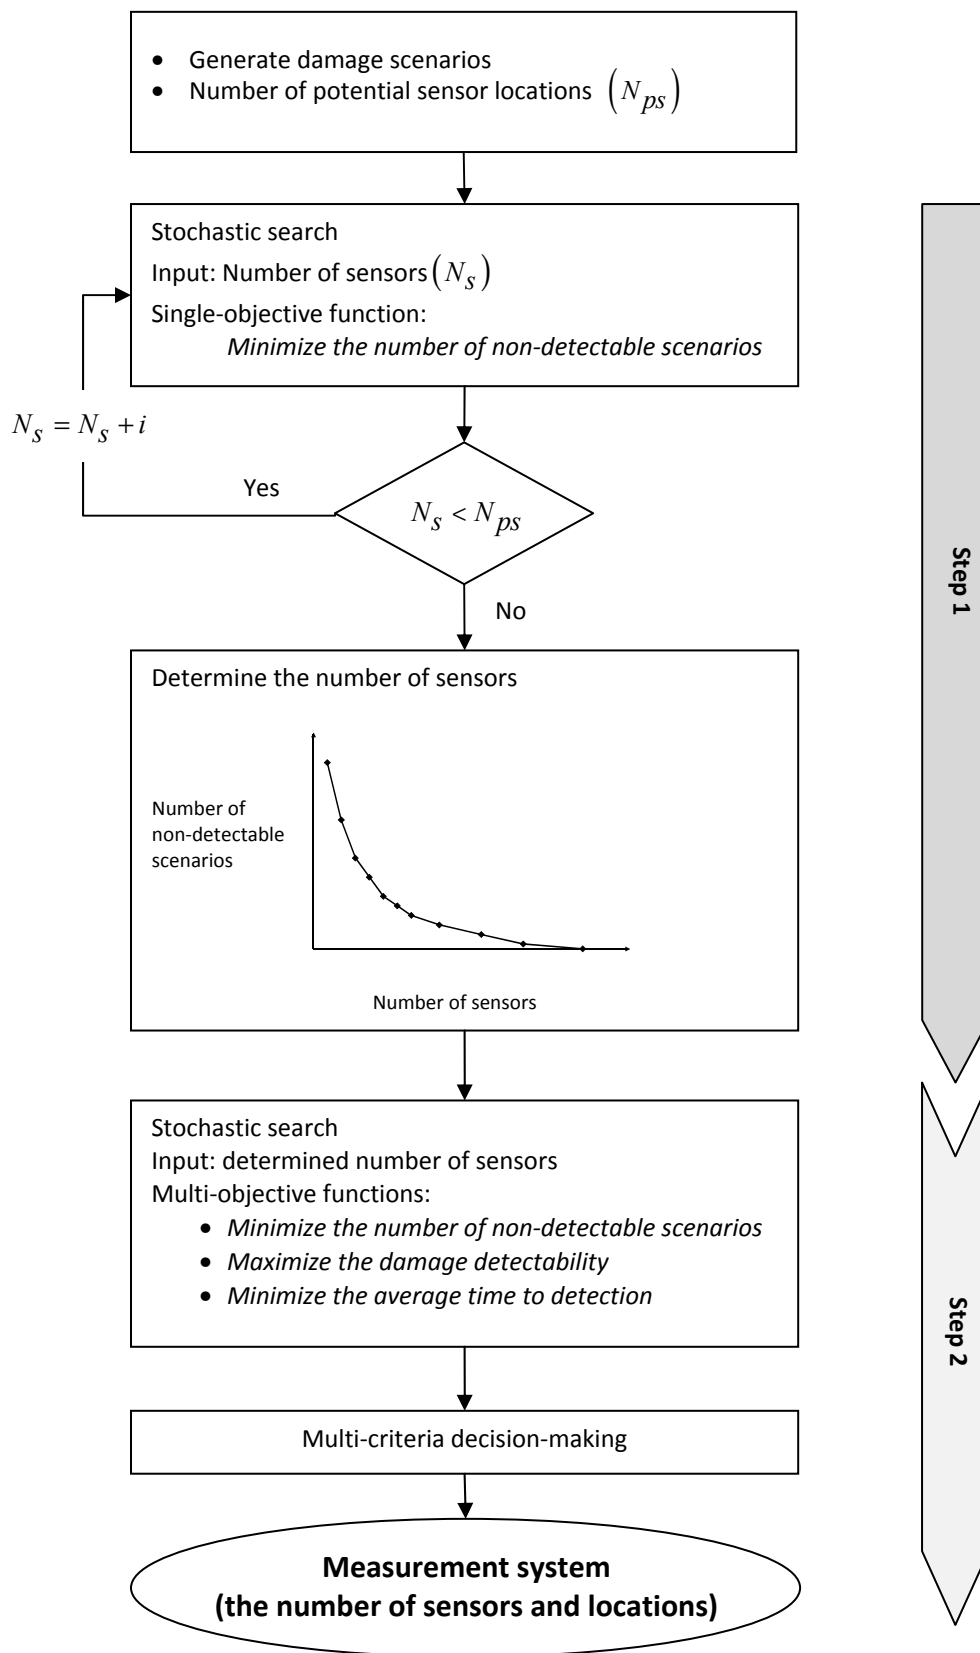 • Generate damage scenarios
• Number of potential sensor locations (N_ps)
Stochastic search
Input: Number of sensors (N_s)
Single-objective function:
Minimize the number of non-detectable scenarios
N_s = N_s + i
Yes
N_s < N_ps
No
Step 1
Determine the number of sensors
Number of
non-detectable
scenarios
Number of sensors
Stochastic search
Input: determined number of sensors
Multi-objective functions:
• Minimize the number of non-detectable scenarios
• Maximize the damage detectability
• Minimize the average time to detection
Step 2
Multi-criteria decision-making
Measurement system
(the number of sensors and locations)